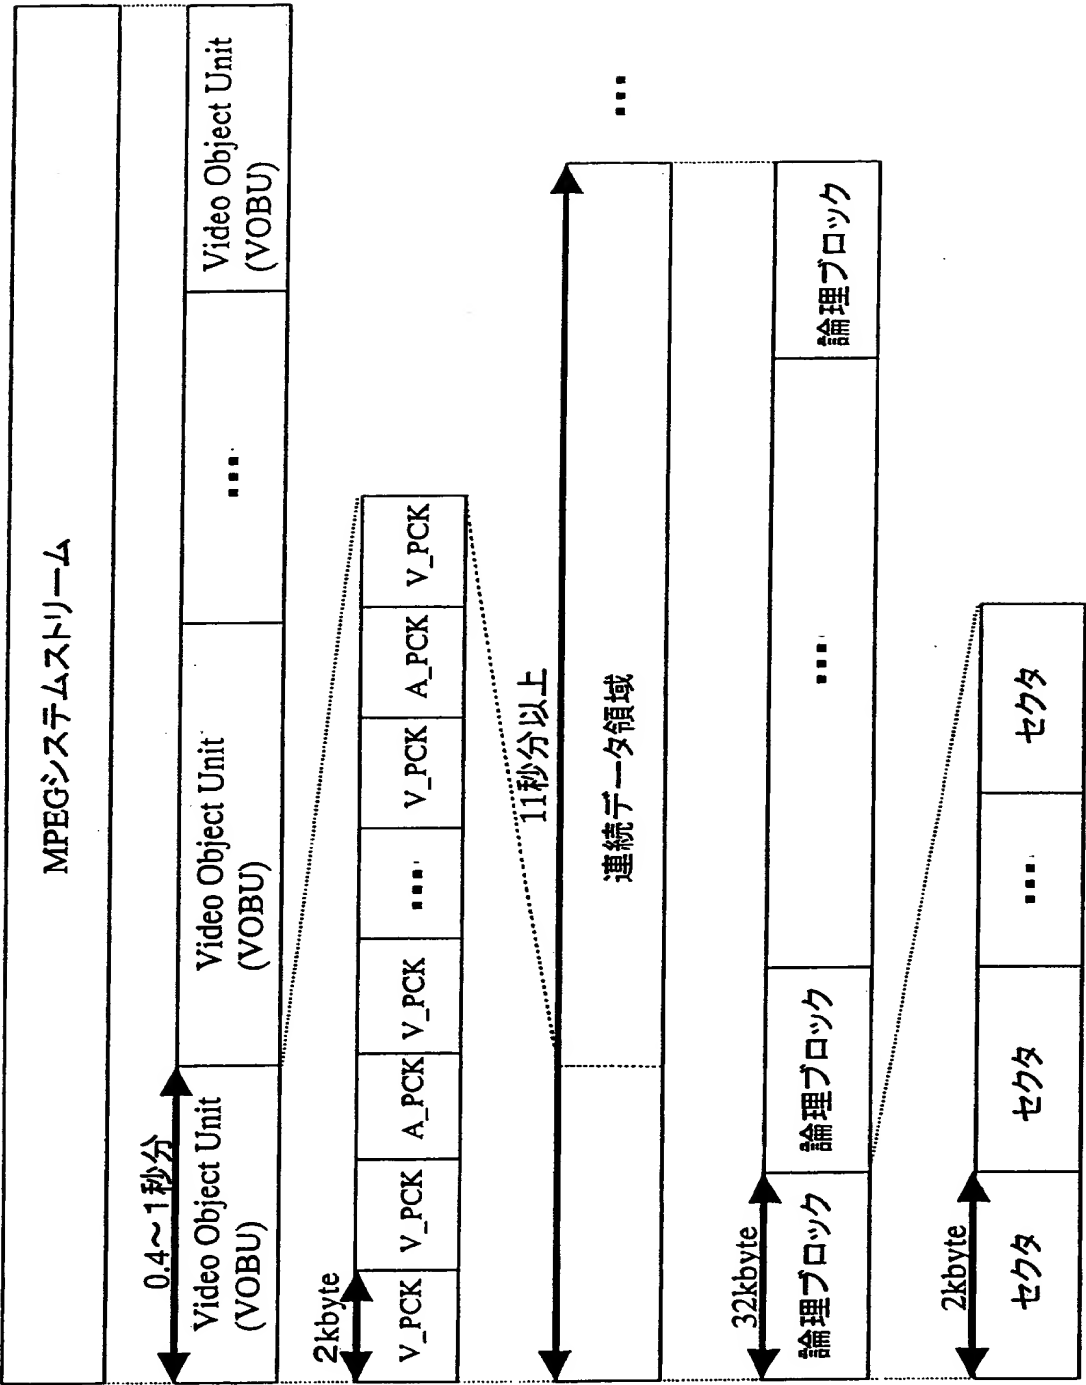 MPEGシステムストリーム
0.4～1秒分
Video Object Unit
(VOBU)
Video Object Unit
(VOBU)
...
Video Object Unit
(VOBU)
2kbyte
V_PCK
V_PCK
A_PCK
V_PCK
...
V_PCK
A_PCK
V_PCK
11秒分以上
連続データ領域
...
32kbyte
論理ブロック
論理ブロック
...
論理ブロック
2kbyte
セクタ
セクタ
...
セクタ